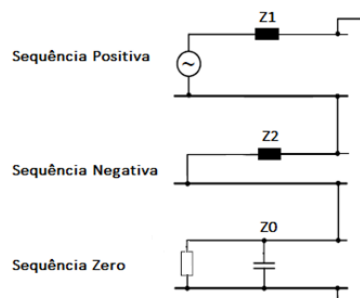 Z1
Sequência Positiva
Z2
Sequência Negativa
Z0
Sequência Zero